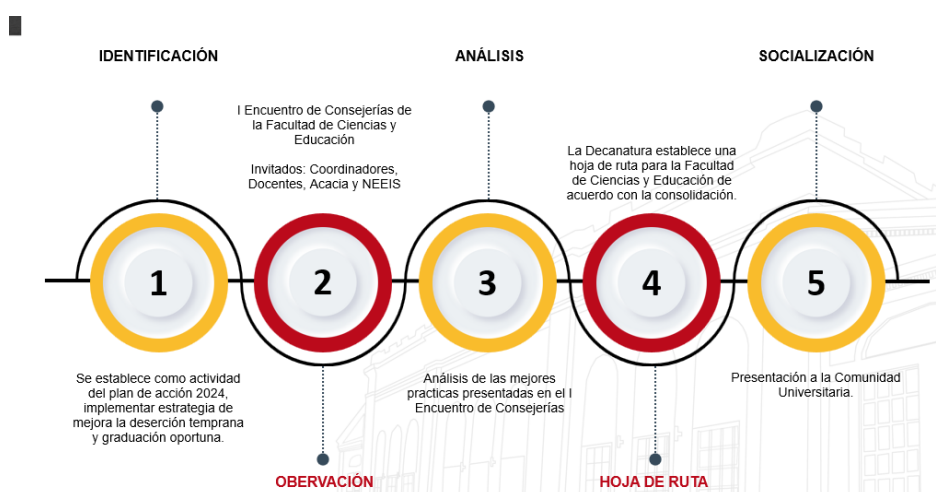 IDENTIFICACIÓN
ANÁLISIS
SOCIALIZACIÓN
I Encuentro de Consejerías de
la Facultad de Ciencias y
Educación
Invitados: Coordinadores,
Docentes, Acacia y NEEIS
La Decanatura establece una
hoja de ruta para la Facultad
de Ciencias y Educación de
acuerdo con la consolidación.
1
2
3
4
5
Se establece como actividad
del plan de acción 2024,
implementar estrategia de
mejora la deserción temprana
y graduación oportuna.
Análisis de las mejores
practicas presentadas en el I
Encuentro de Consejerías
Presentación a la Comunidad
Universitaria.
OBERVACIÓN
HOJA DE RUTA